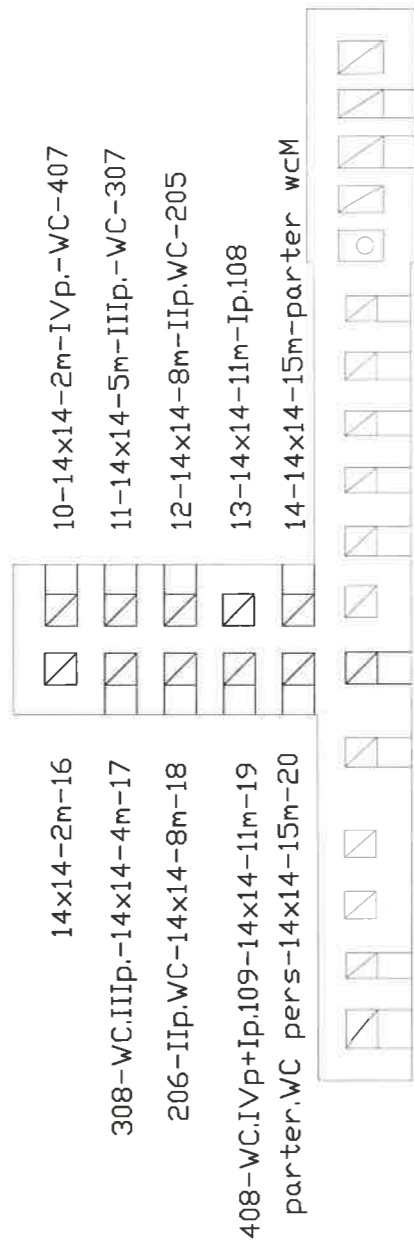 10-14x14-2m-IVp.-WC-407
11-14x14-5m-IIIp.-WC-307
12-14x14-8m-IIp.WC-205
13-14x14-11m-Ip.108
14-14x14-15m-parter wcM
14x14-2m-16
308-WC.IIIp.-14x14-4m-17
206-IIp.WC-14x14-8m-18
408-WC.IVp+Ip.109-14x14-11m-19
parter.WC pers-14x14-15m-20